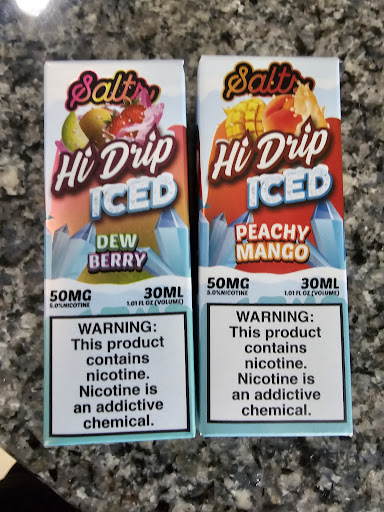 Salts
Hi Drip
ICED
DEW
BERRY
50MG 30ML
5.0% NICOTINE 1.01 FL OZ (VOLUME)
WARNING:
This product
contains
nicotine.
Nicotine is
an addictive
chemical.
Salts
Hi Drip
ICED
PEACHY
MANGO
50MG 30ML
5.0% NICOTINE 1.01 FL OZ (VOLUME)
WARNING:
This product
contains
nicotine.
Nicotine is
an addictive
chemical.